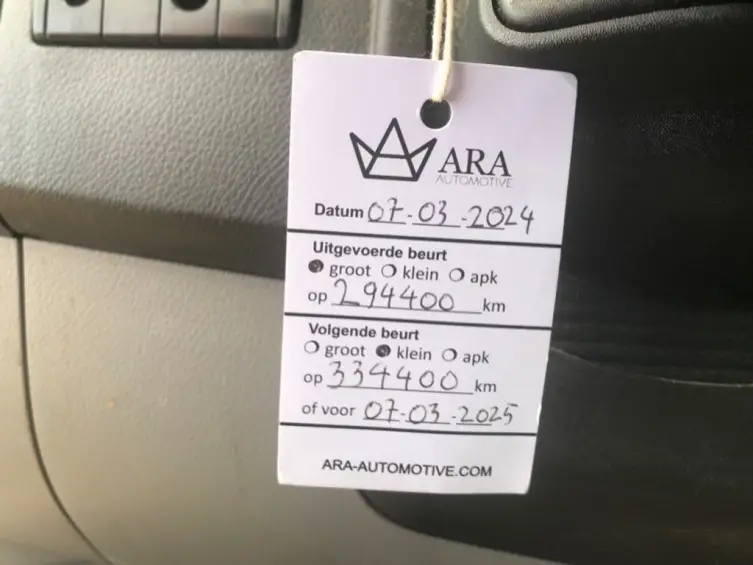 ARA
AUTOMOTIVE
Datum 07-03-2024
Uitgevoerde beurt
groot klein apk
op 294400 km
Volgende beurt
groot klein apk
op 334400 km
of voor 07-03-2025
ARA-AUTOMOTIVE.COM